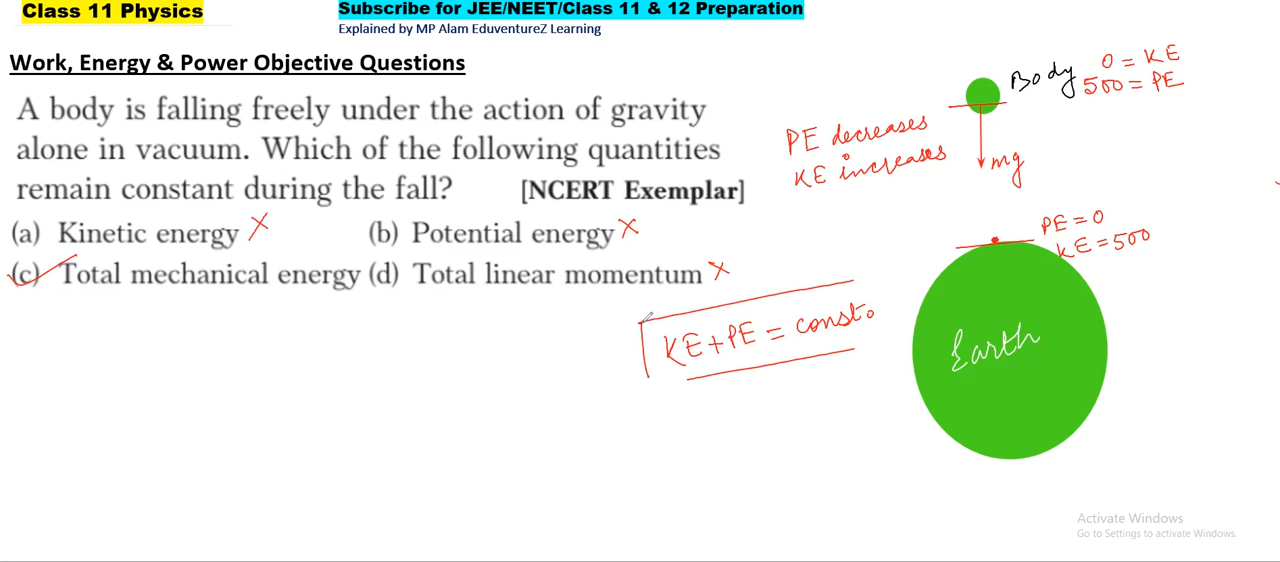 Class 11 Physics
Subscribe for JEE/NEET/Class 11 & 12 Preparation
Explained by MP Alam EduventureZ Learning
Work, Energy & Power Objective Questions
A body is falling freely under the action of gravity
alone in vacuum. Which of the following quantities
remain constant during the fall? [NCERT Exemplar]
(a) Kinetic energy (b) Potential energy
(c) Total mechanical energy (d) Total linear momentum
Body
0 = KE
500 = PE
PE decreases
KE increases
mg
PE = 0
KE = 500
KE+PE = const.
Earth
Activate Windows
Go to Settings to activate Windows.